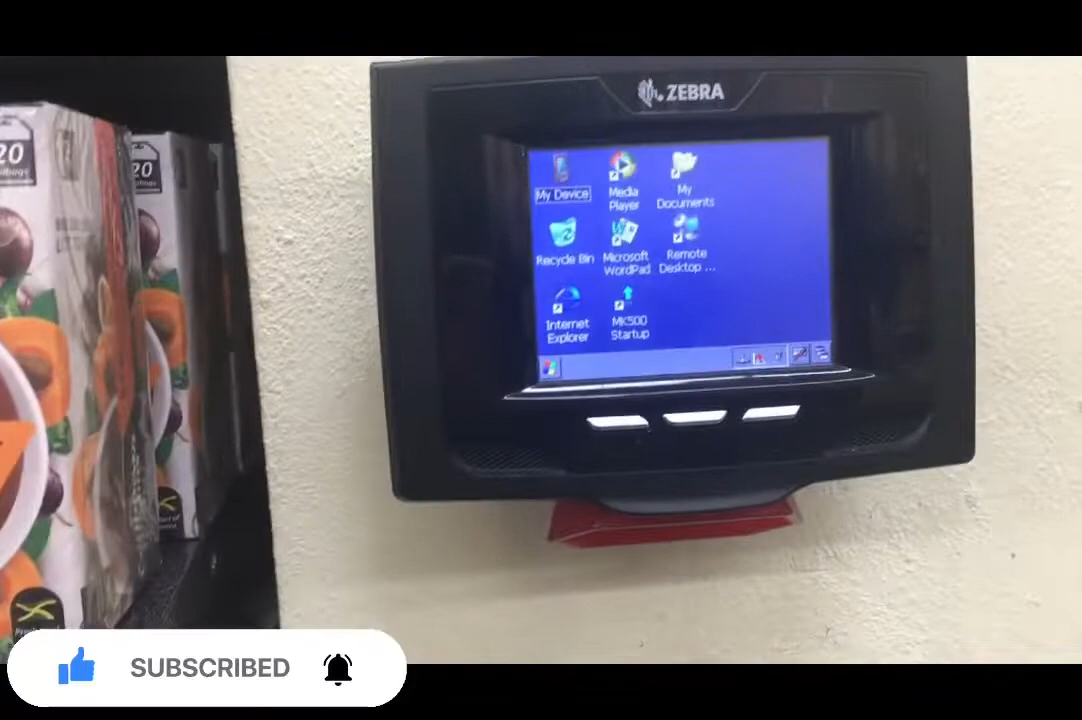 ZEBRA
My Device
Media
Player
My
Documents
Recycle Bin
Microsoft
WordPad
Remote
Desktop ...
Internet
Explorer
MK500
Startup
20
20
SUBSCRIBED